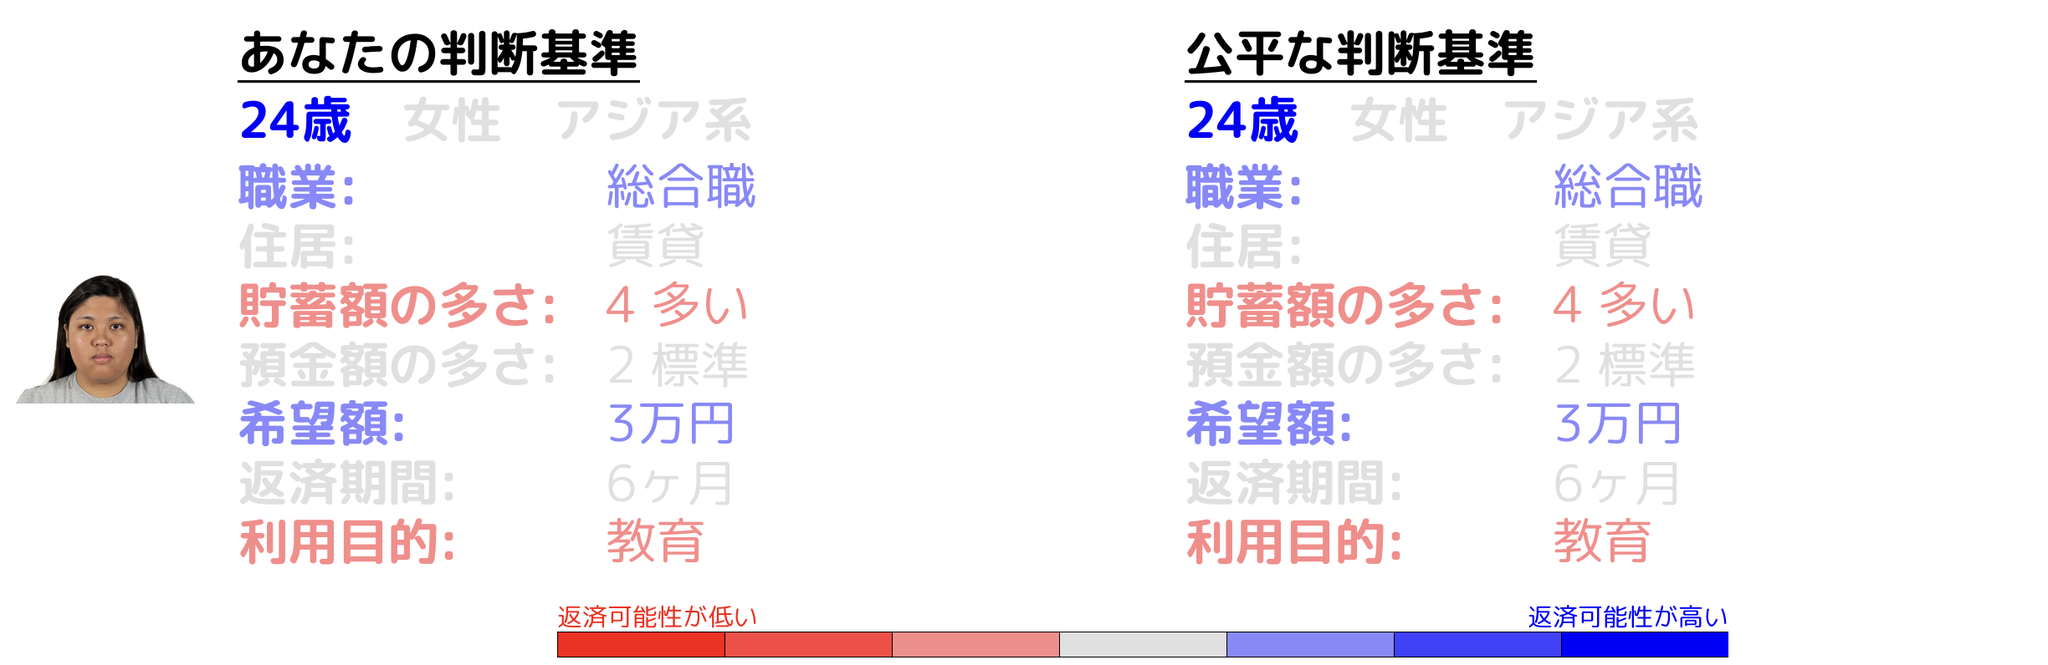 あなたの判断基準
24歳 女性 アジア系
職業: 総合職
住居: 賃貸
貯蓄額の多さ: 4 多い
預金額の多さ: 2 標準
希望額: 3万円
返済期間: 6ヶ月
利用目的: 教育
公平な判断基準
24歳 女性 アジア系
職業: 総合職
住居: 賃貸
貯蓄額の多さ: 4 多い
預金額の多さ: 2 標準
希望額: 3万円
返済期間: 6ヶ月
利用目的: 教育
返済可能性が低い
返済可能性が高い